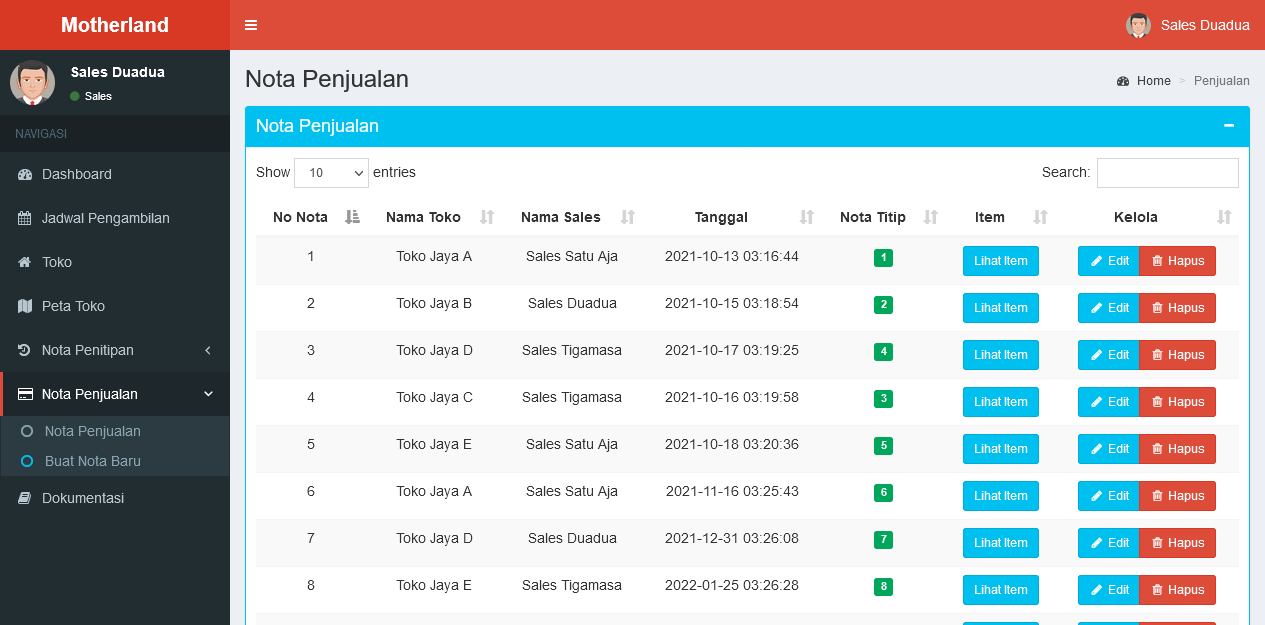 Motherland
Sales Duadua
Sales Duadua
Sales
NAVIGASI
Dashboard
Jadwal Pengambilan
Toko
Peta Toko
Nota Penitipan
Nota Penjualan
Nota Penjualan
Buat Nota Baru
Dokumentasi
Nota Penjualan
Home > Penjualan
Nota Penjualan
Show 10 entries
Search:
No Nota Nama Toko Nama Sales Tanggal Nota Titip Item Kelola
1 Toko Jaya A Sales Satu Aja 2021-10-13 03:16:44 1 Lihat Item Edit Hapus
2 Toko Jaya B Sales Duadua 2021-10-15 03:18:54 2 Lihat Item Edit Hapus
3 Toko Jaya D Sales Tigamasa 2021-10-17 03:19:25 4 Lihat Item Edit Hapus
4 Toko Jaya C Sales Tigamasa 2021-10-16 03:19:58 3 Lihat Item Edit Hapus
5 Toko Jaya E Sales Satu Aja 2021-10-18 03:20:36 5 Lihat Item Edit Hapus
6 Toko Jaya A Sales Satu Aja 2021-11-16 03:25:43 6 Lihat Item Edit Hapus
7 Toko Jaya D Sales Duadua 2021-12-31 03:26:08 7 Lihat Item Edit Hapus
8 Toko Jaya E Sales Tigamasa 2022-01-25 03:26:28 8 Lihat Item Edit Hapus